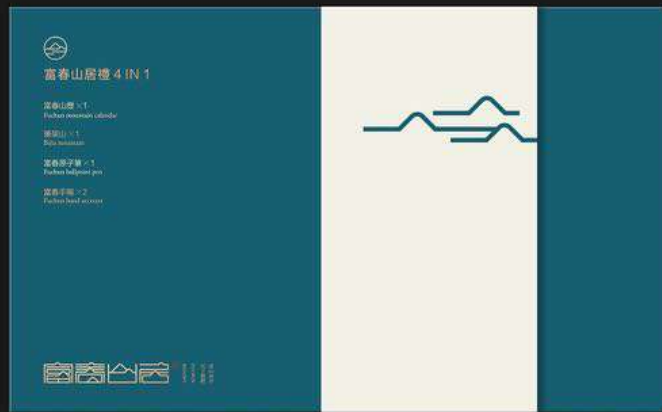 富春山居禮 4 IN 1
富春山曆 ×1
Fuchun mountain calendar
筆架山 ×1
富春原子筆 ×1
Fuchun ballpoint pen
富春手帳 ×2
Fuchun hand account
富春山居